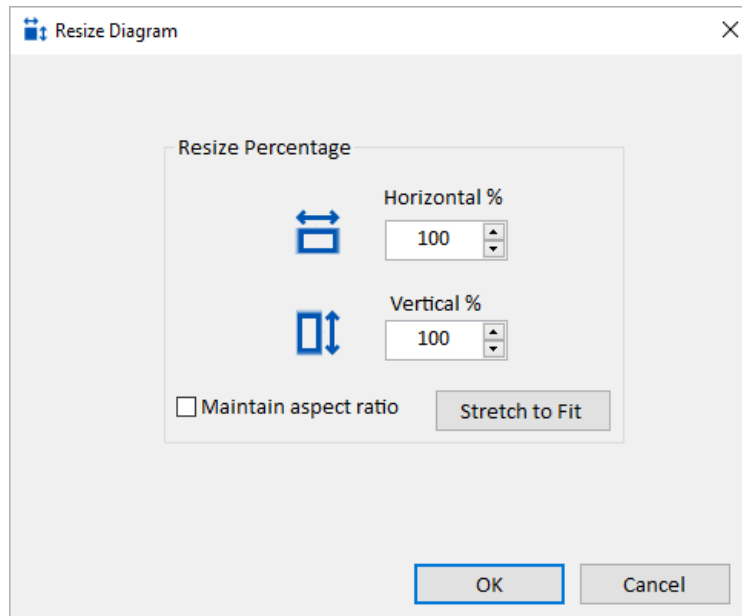 Resize Diagram
Resize Percentage
Horizontal %
100
Vertical %
100
Maintain aspect ratio
Stretch to Fit
OK
Cancel